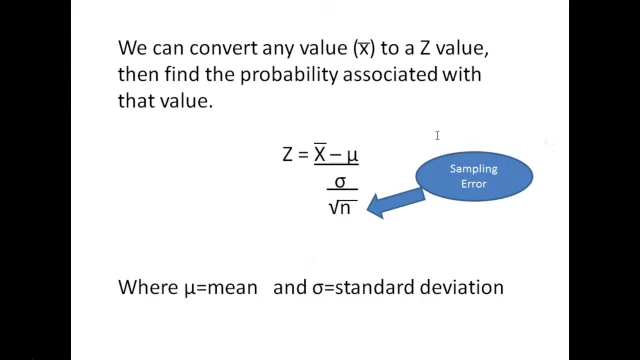 We can convert any value (x̅) to a Z value,
then find the probability associated with
that value.
Z = X̅ – μ
σ
√n
Sampling
Error
Where μ=mean and σ=standard deviation